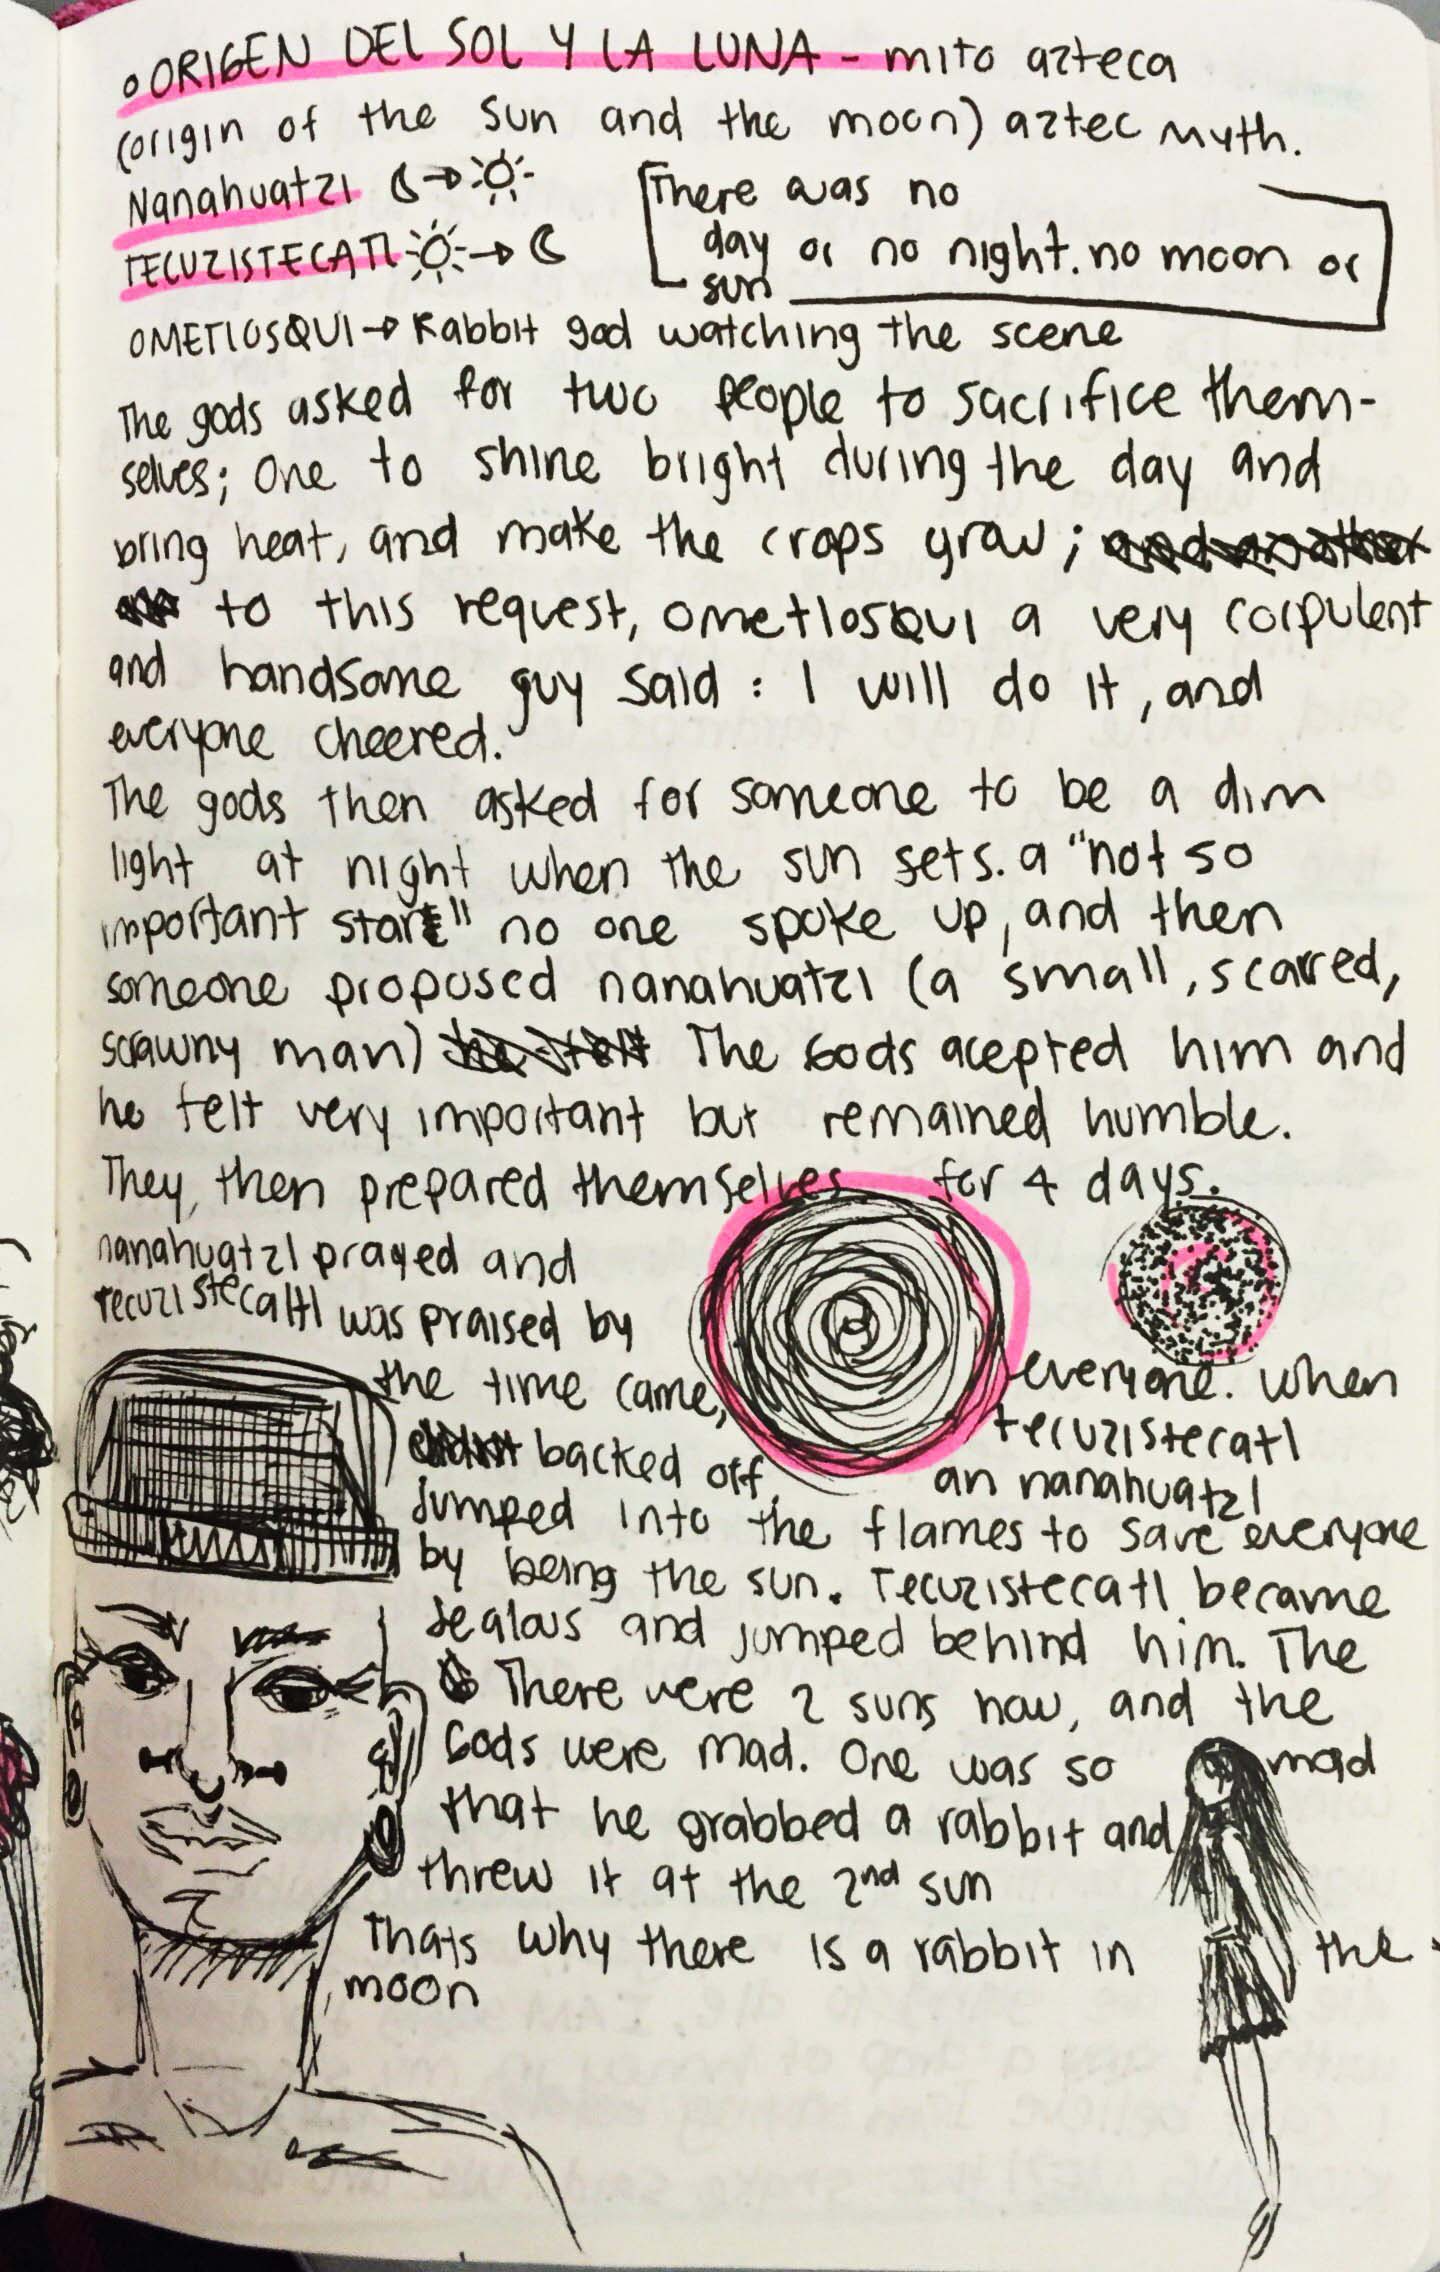 ORIGEN DEL SOL Y LA LUNA - mito azteca
(origin of the sun and the moon) aztec myth.
Nanahuatzi
TECUZISTECATL
There was no
day or no night. no moon or
sun
OMETLOSQUI → Rabbit god watching the scene
The gods asked for two people to sacrifice them-
selves; one to shine bright during the day and
bring heat, and make the crops grow;
to this request, ometlosqui a very corpulent
and handsome guy said: I will do it, and
everyone cheered.
The gods then asked for someone to be a dim
light at night when the sun sets. a "not so
important star" no one spoke up, and then
someone proposed nanahuatzi (a small, scarred,
scrawny man) The Gods acepted him and
he felt very important but remained humble.
They, then prepared themselves for 4 days.
nanahuatzi prayed and
tecuzistecatl was praised by
everyone. when
the time came,
tecuzistecatl
backed off,
an nanahuatzi
jumped into the flames to save everyone
by being the sun. Tecuzistecatl became
jealous and jumped behind him. The
There were 2 suns now, and the
Gods were mad. One was so mad
that he grabbed a rabbit and
threw it at the 2nd sun
Thats why there is a rabbit in the
moon